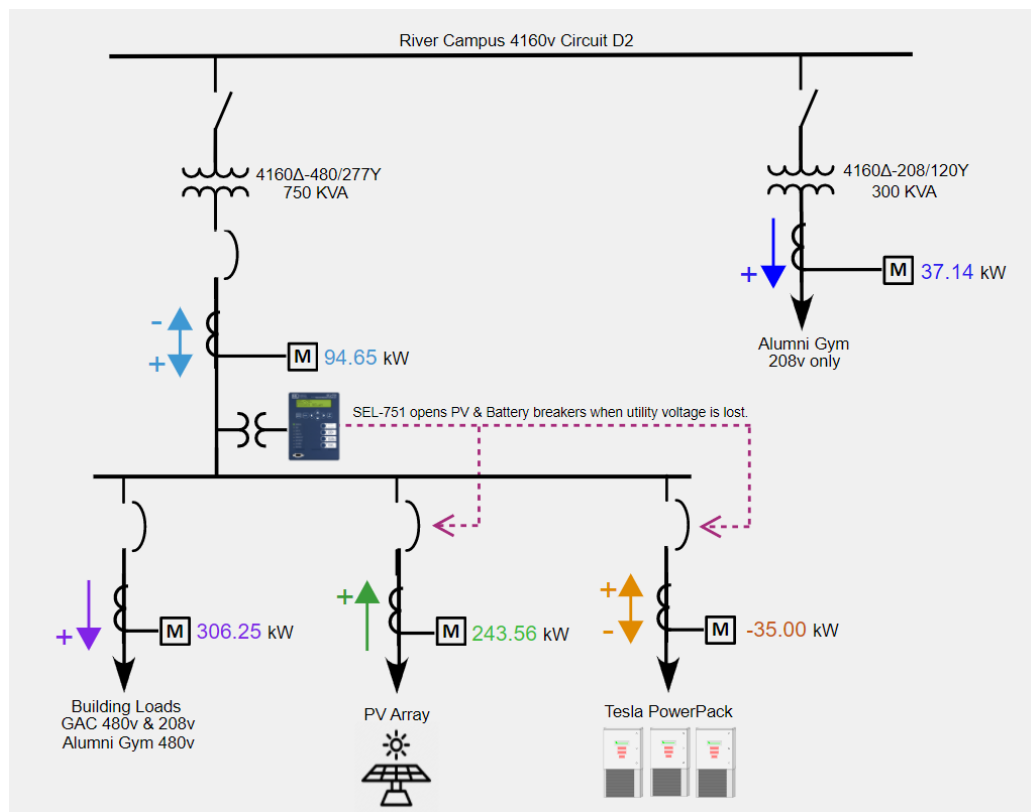 River Campus 4160v Circuit D2
4160Δ-480/277Y
750 KVA
4160Δ-208/120Y
300 KVA
+
M 37.14 kW
Alumni Gym
208v only
-
+
M 94.65 kW
SEL-751 opens PV & Battery breakers when utility voltage is lost.
+
M 306.25 kW
+
M 243.56 kW
+
-
M -35.00 kW
Building Loads
GAC 480v & 208v
Alumni Gym 480v
PV Array
Tesla PowerPack